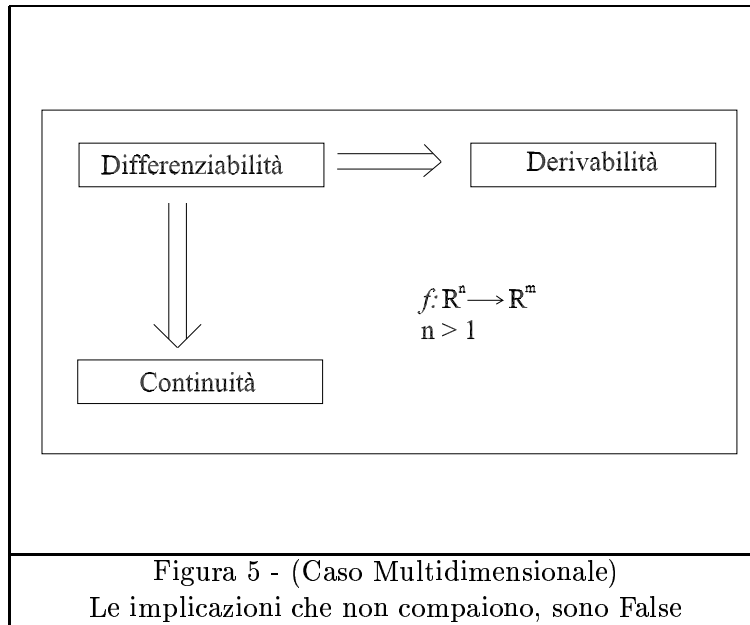 Differenziabilità
Derivabilità
f: Rⁿ⟶Rᵐ
n > 1
Continuità
Figura 5 - (Caso Multidimensionale)
Le implicazioni che non compaiono, sono False